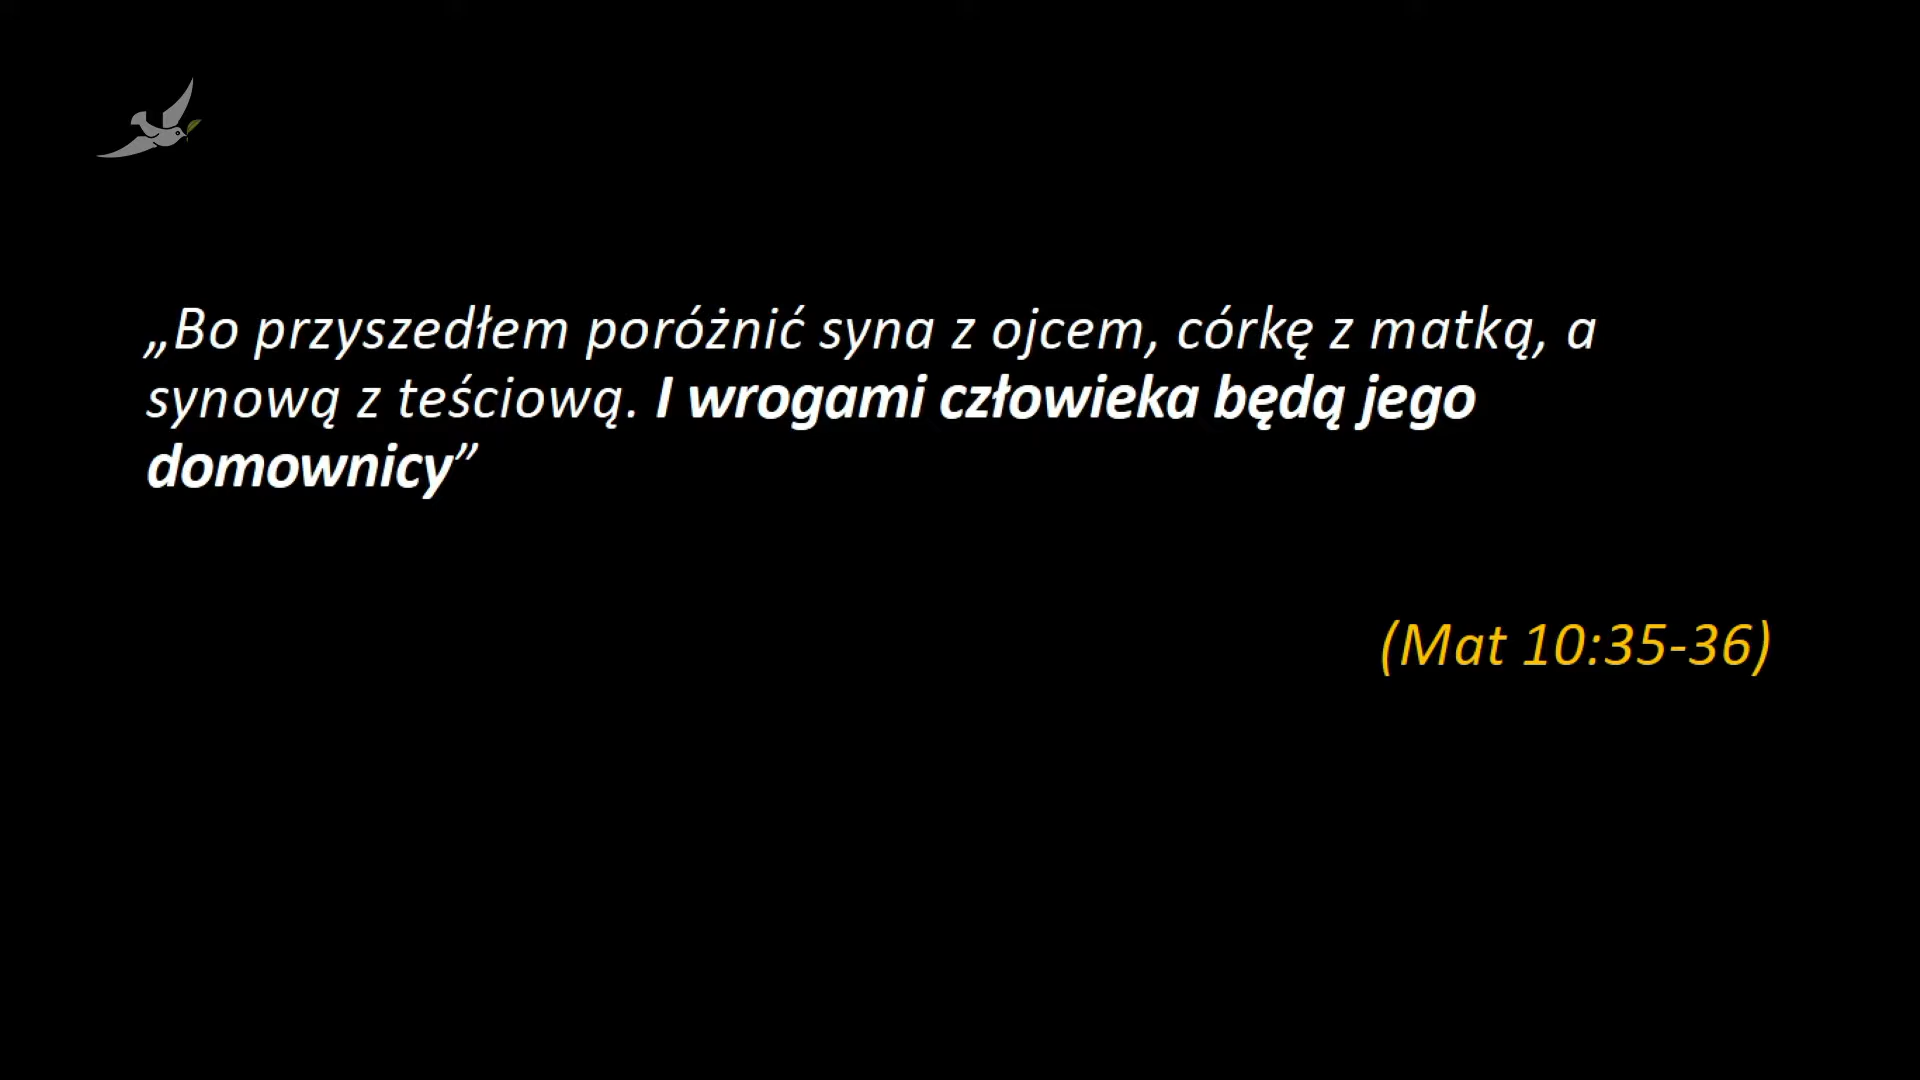 „Bo przyszedłem poróżnić syna z ojcem, córkę z matką, a
synową z teściową. I wrogami człowieka będą jego
domownicy”
(Mat 10:35-36)